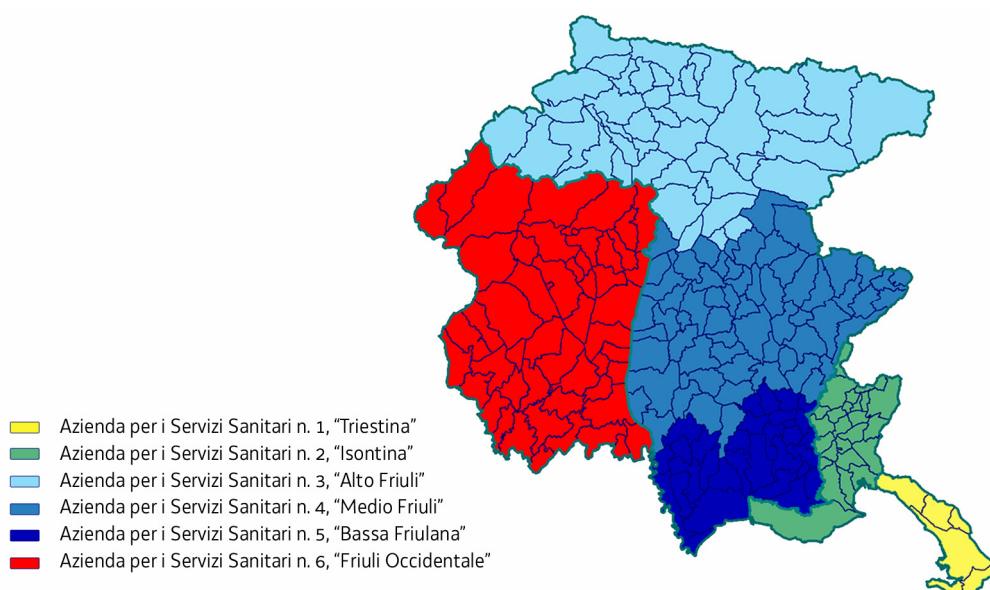 Azienda per i Servizi Sanitari n. 1, “Triestina”
Azienda per i Servizi Sanitari n. 2, “Isontina”
Azienda per i Servizi Sanitari n. 3, “Alto Friuli”
Azienda per i Servizi Sanitari n. 4, “Medio Friuli”
Azienda per i Servizi Sanitari n. 5, “Bassa Friulana”
Azienda per i Servizi Sanitari n. 6, “Friuli Occidentale”